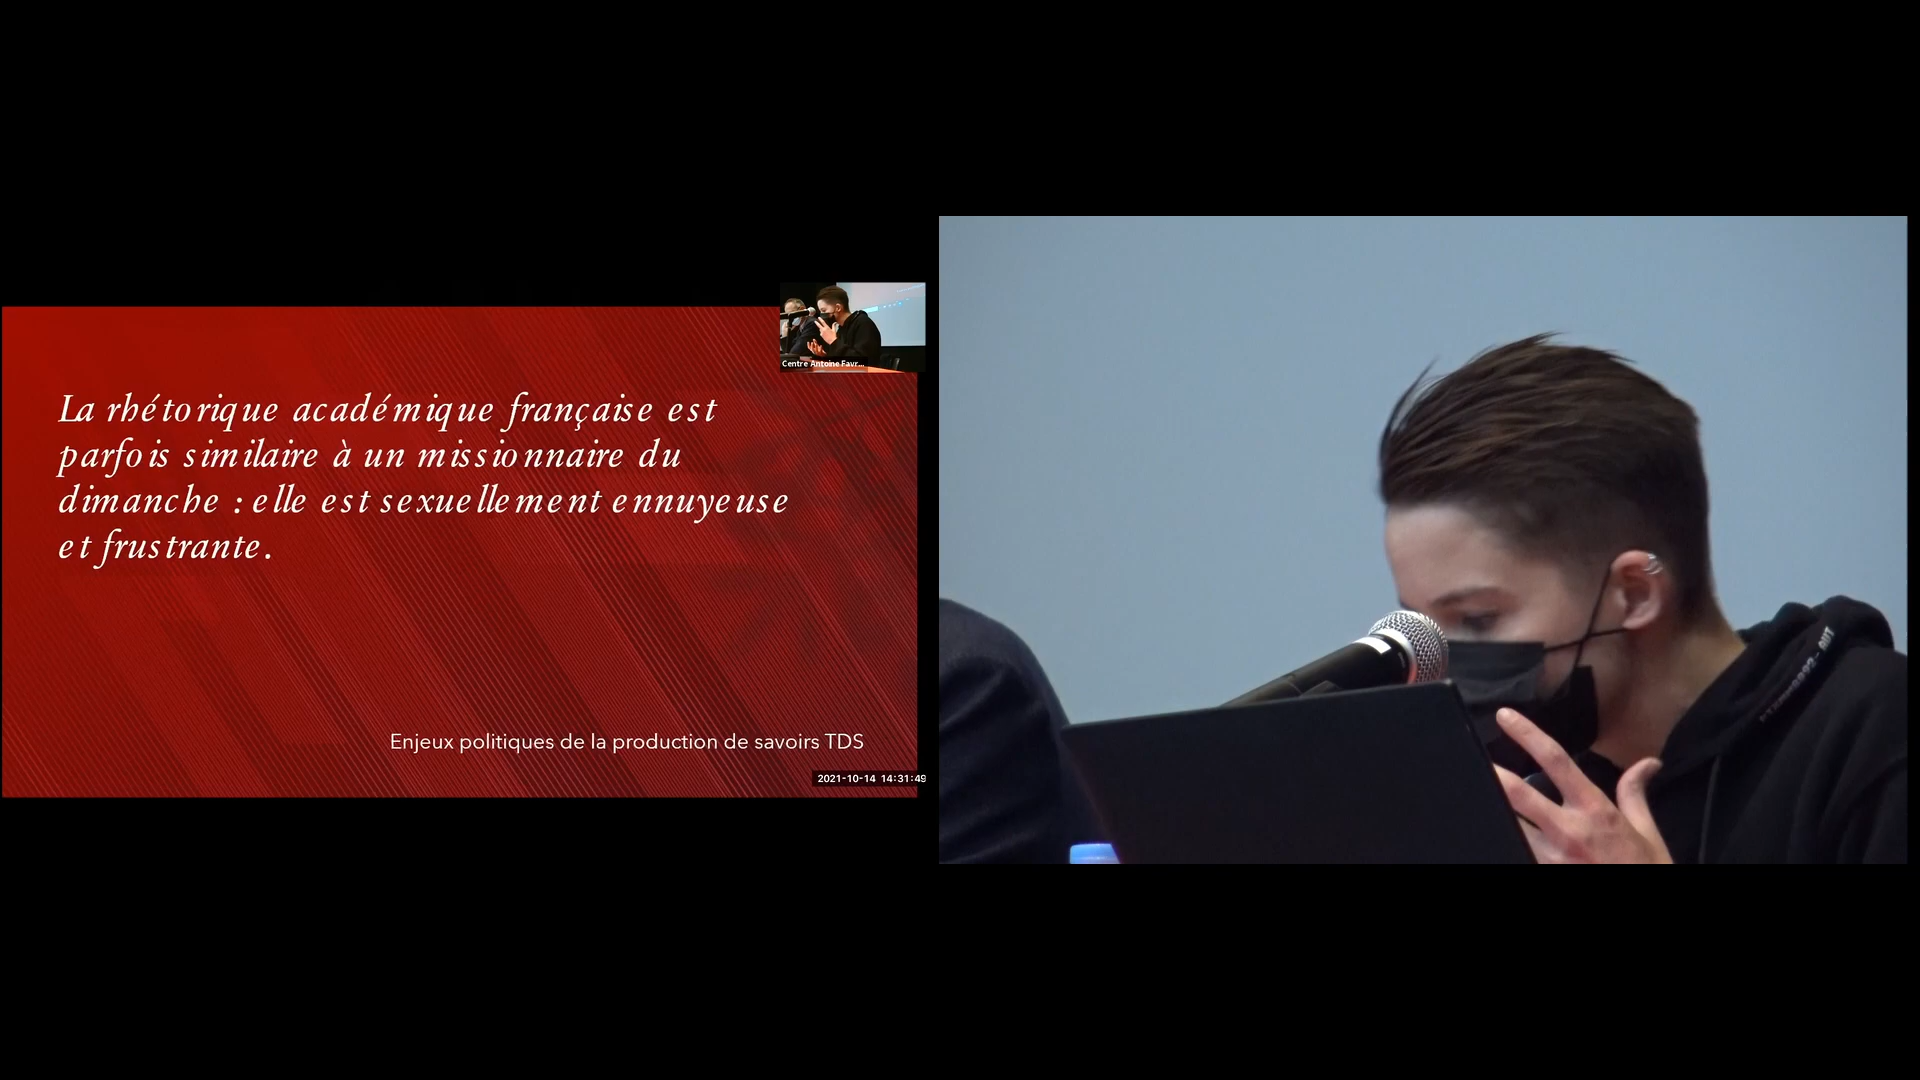 La rhétorique académique française est
parfois similaire à un missionnaire du
dimanche : elle est sexuellement ennuyeuse
et frustrante.
Enjeux politiques de la production de savoirs TDS
Centre Antoine Favr...
2021-10-14 14:31:49